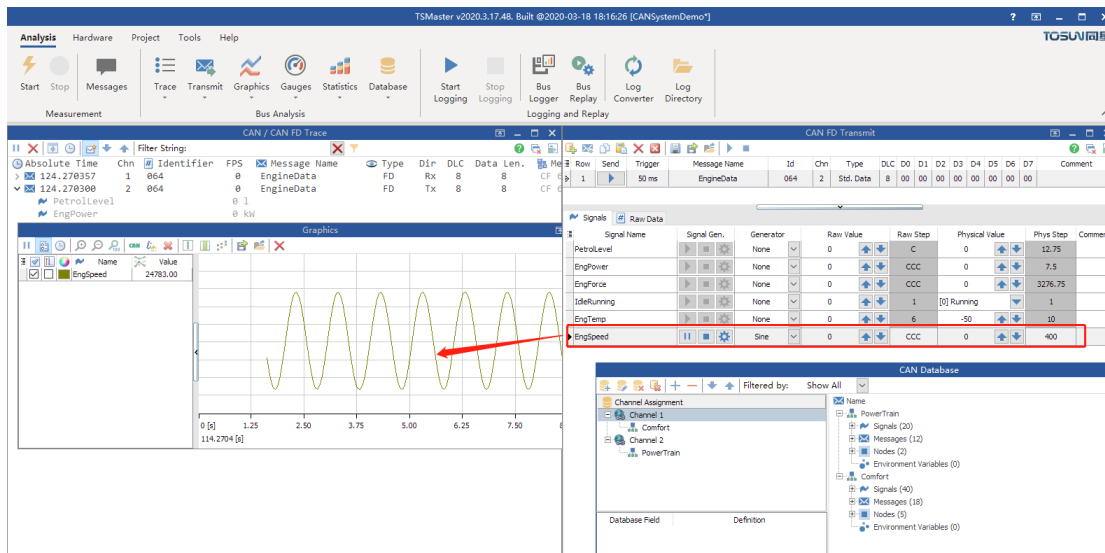 TSMaster v2020.3.17.48. Built @2020-03-18 18:16:26 [CANSystemDemo*]
Analysis Hardware Project Tools Help
TOSUN同星
Start Stop Messages Trace Transmit Graphics Gauges Statistics Database Start Logging Stop Logging Bus Logger Bus Replay Log Converter Log Directory
Measurement Bus Analysis Logging and Replay
CAN / CAN FD Trace
Filter String:
Absolute Time Chn Identifier FPS Message Name Type Dir DLC Data Len.
124.270357 1 064 0 EngineData FD Rx 8 8 CF
124.270300 2 064 0 EngineData FD Tx 8 8 CF
PetrolLevel 0 l
EngPower 0 kW
Graphics
Name Value
EngSpeed 24783.00
0 [s] 1.25 2.50 3.75 5.00 6.25 7.50
114.2704 [s]
CAN FD Transmit
Row Send Trigger Message Name Id Chn Type DLC D0 D1 D2 D3 D4 D5 D6 D7 Comment
1 50 ms EngineData 064 2 Std. Data 8 00 00 00 00 00 00 00 00
Signals # Raw Data
Signal Name Signal Gen. Generator Raw Value Raw Step Physical Value Phys Step Commen
PetrolLevel None 0 C 0 12.75
EngPower None 0 CCC 0 7.5
EngForce None 0 CCC 0 3276.75
IdleRunning None 0 1 [0] Running 1
EngTemp None 0 6 -50 10
EngSpeed Sine 0 CCC 0 400
CAN Database
Filtered by: Show All
Channel Assignment
Channel 1
Comfort
Channel 2
PowerTrain
Database Field Definition
Name
PowerTrain
Signals (20)
Messages (12)
Nodes (2)
Environment Variables (0)
Comfort
Signals (40)
Messages (18)
Nodes (5)
Environment Variables (0)